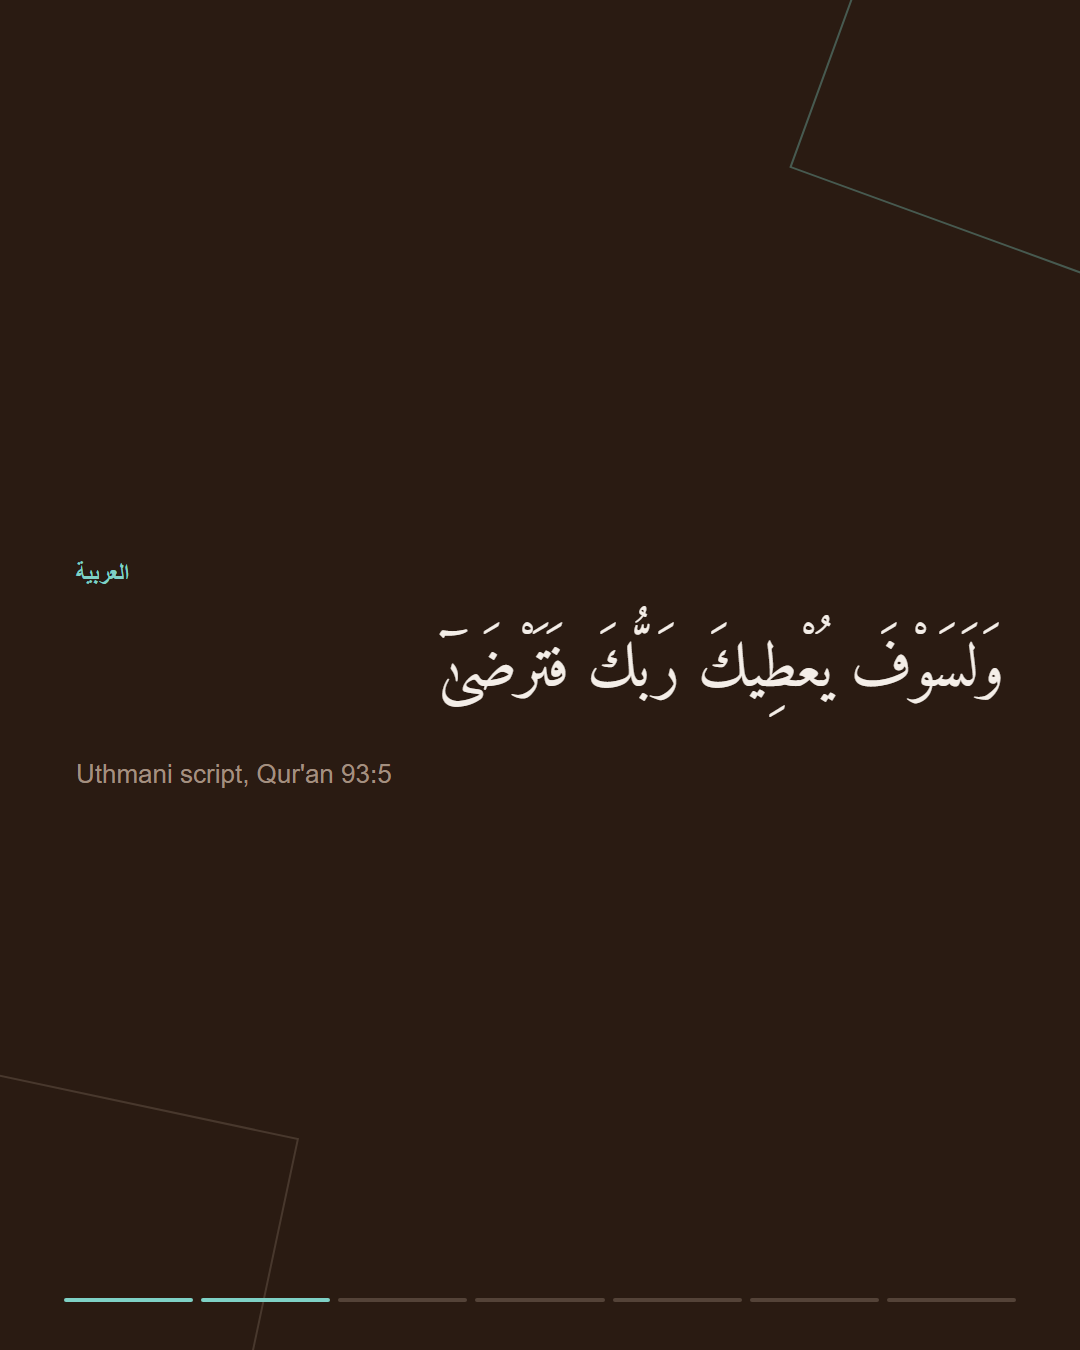 العربية
وَلَسَوْفَ يُعْطِيكَ رَبُّكَ فَتَرْضَىٰٓ
Uthmani script, Qur'an 93:5